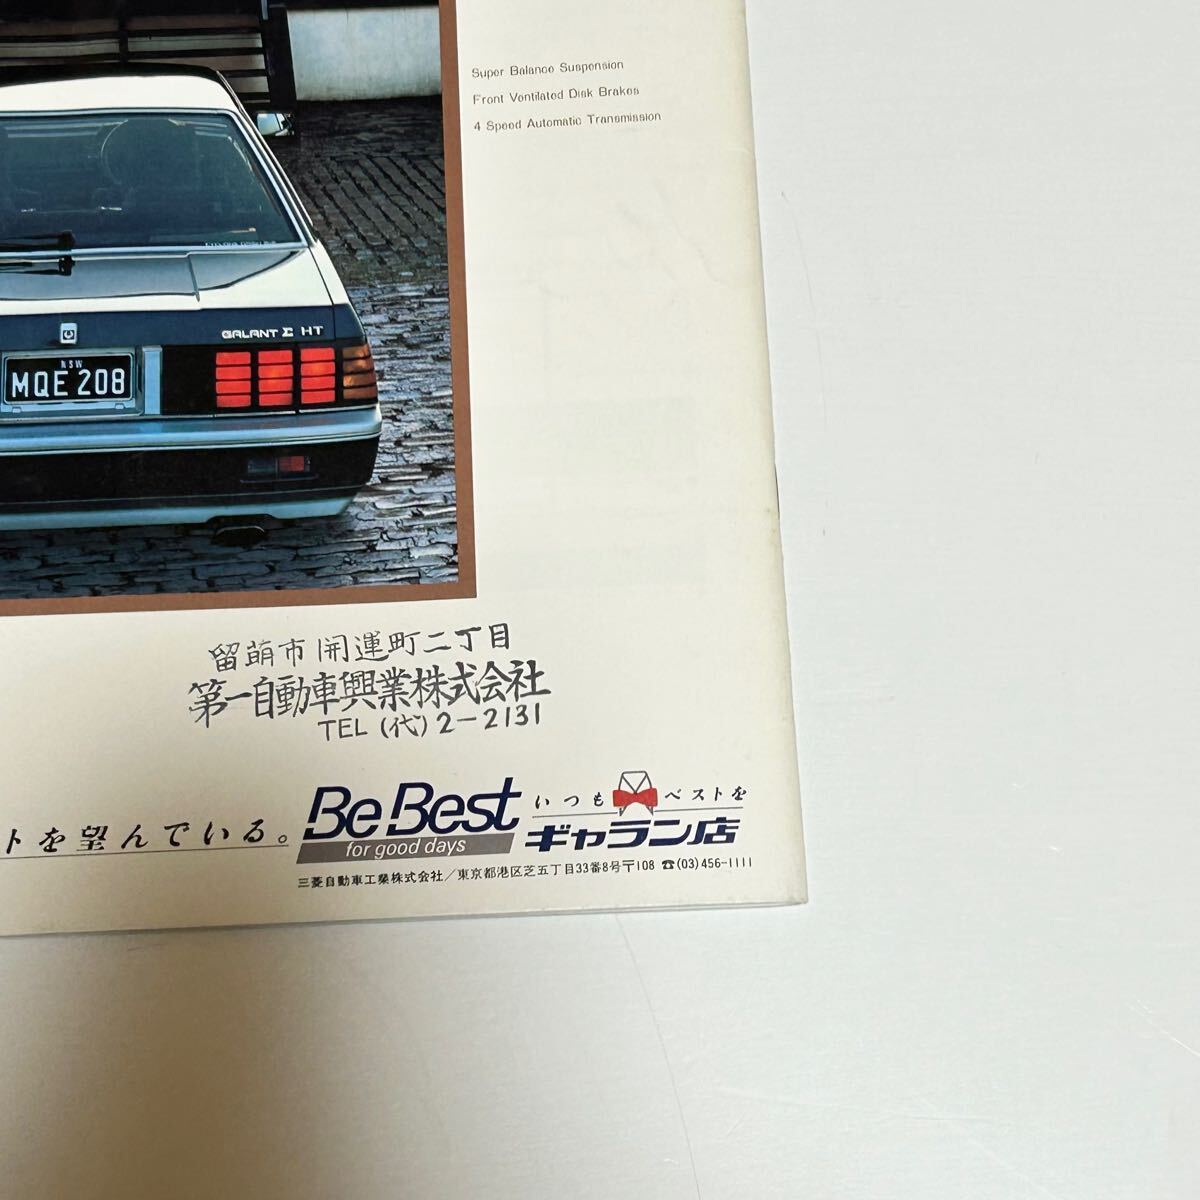 Super Balance Suspension
Front Ventilated Disk Brakes
4 Speed Automatic Transmission
GALANT Σ HT
NSW
MQE 208
留萌市開運町二丁目
第一自動車興業株式会社
TEL (代) 2-2131
トを望んでいる。
Be Best
for good days
いつもベストを
ギャラン店
三菱自動車工業株式会社/東京都港区芝五丁目33番8号〒108 ☎(03)456-1111